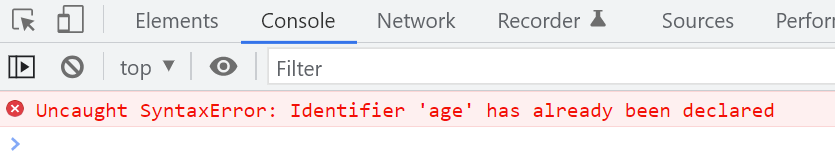 Elements Console Network Recorder Sources Perfor
top Filter
Uncaught SyntaxError: Identifier 'age' has already been declared